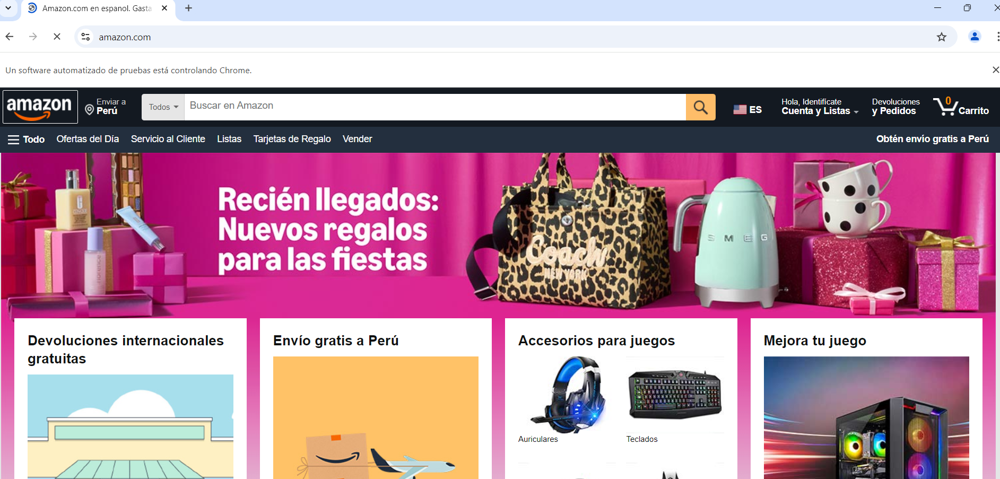 Amazon.com en espanol. Gasta
amazon.com
Un software automatizado de pruebas está controlando Chrome.
amazon
Enviar a
Perú
Todos
Buscar en Amazon
ES
Hola, Identifícate
Cuenta y Listas
Devoluciones
y Pedidos
0
Carrito
Todo
Ofertas del Día
Servicio al Cliente
Listas
Tarjetas de Regalo
Vender
Obtén envío gratis a Perú
Recién llegados:
Nuevos regalos
para las fiestas
CLINIQUE
florence
Coach
NEW YORK
SMEG
Devoluciones internacionales
gratuitas
Envío gratis a Perú
Accesorios para juegos
Mejora tu juego
Auriculares
Teclados